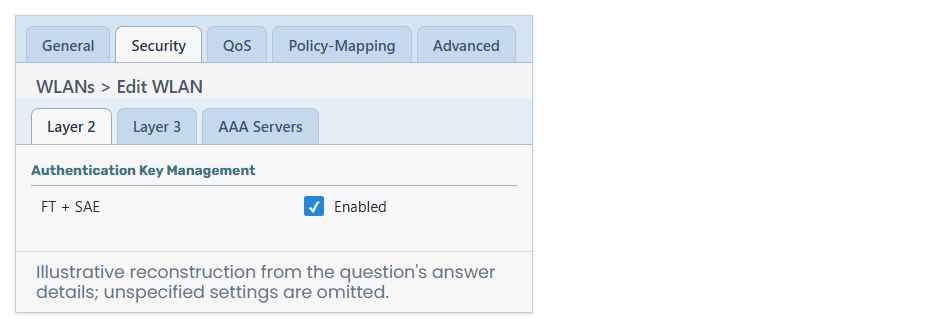 General Security QoS Policy-Mapping Advanced
WLANs > Edit WLAN
Layer 2 Layer 3 AAA Servers
Authentication Key Management
FT + SAE Enabled
Illustrative reconstruction from the question's answer
details; unspecified settings are omitted.